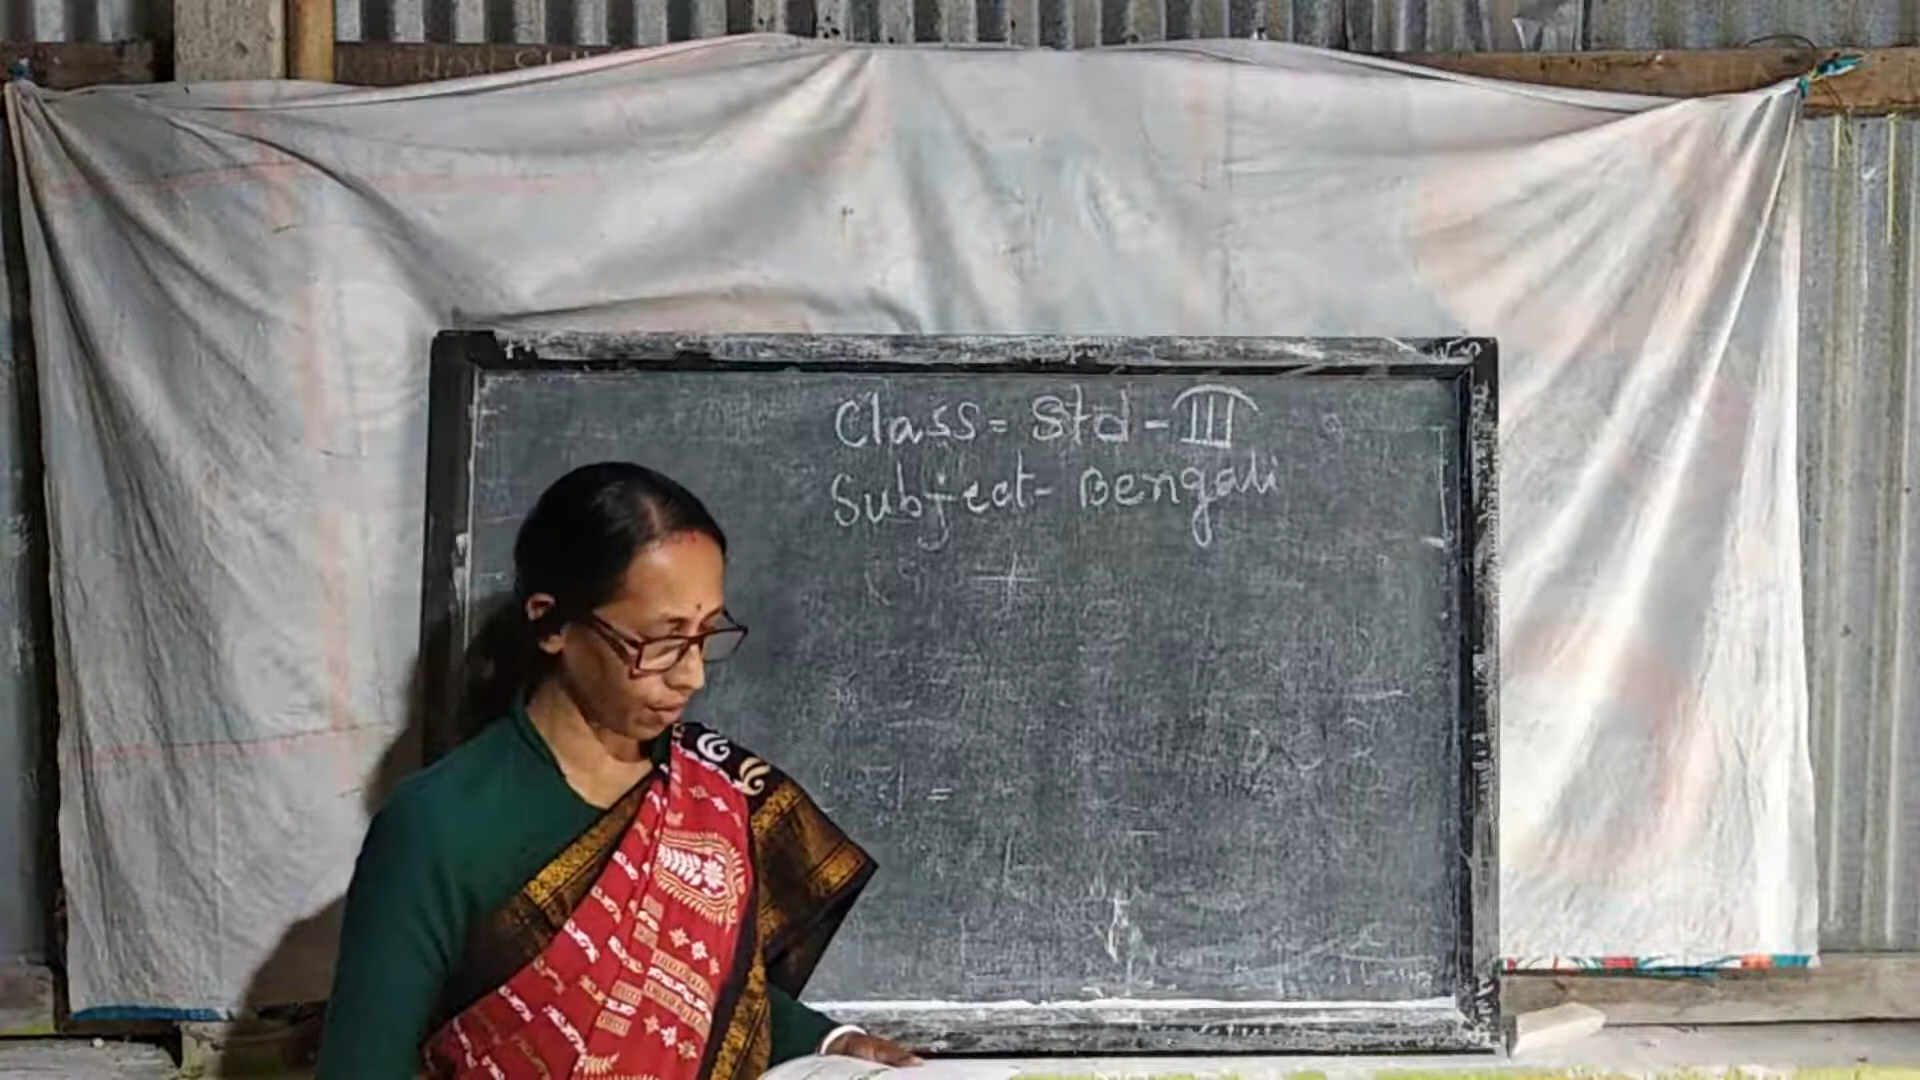 Class = Std - III
Subject - Bengali